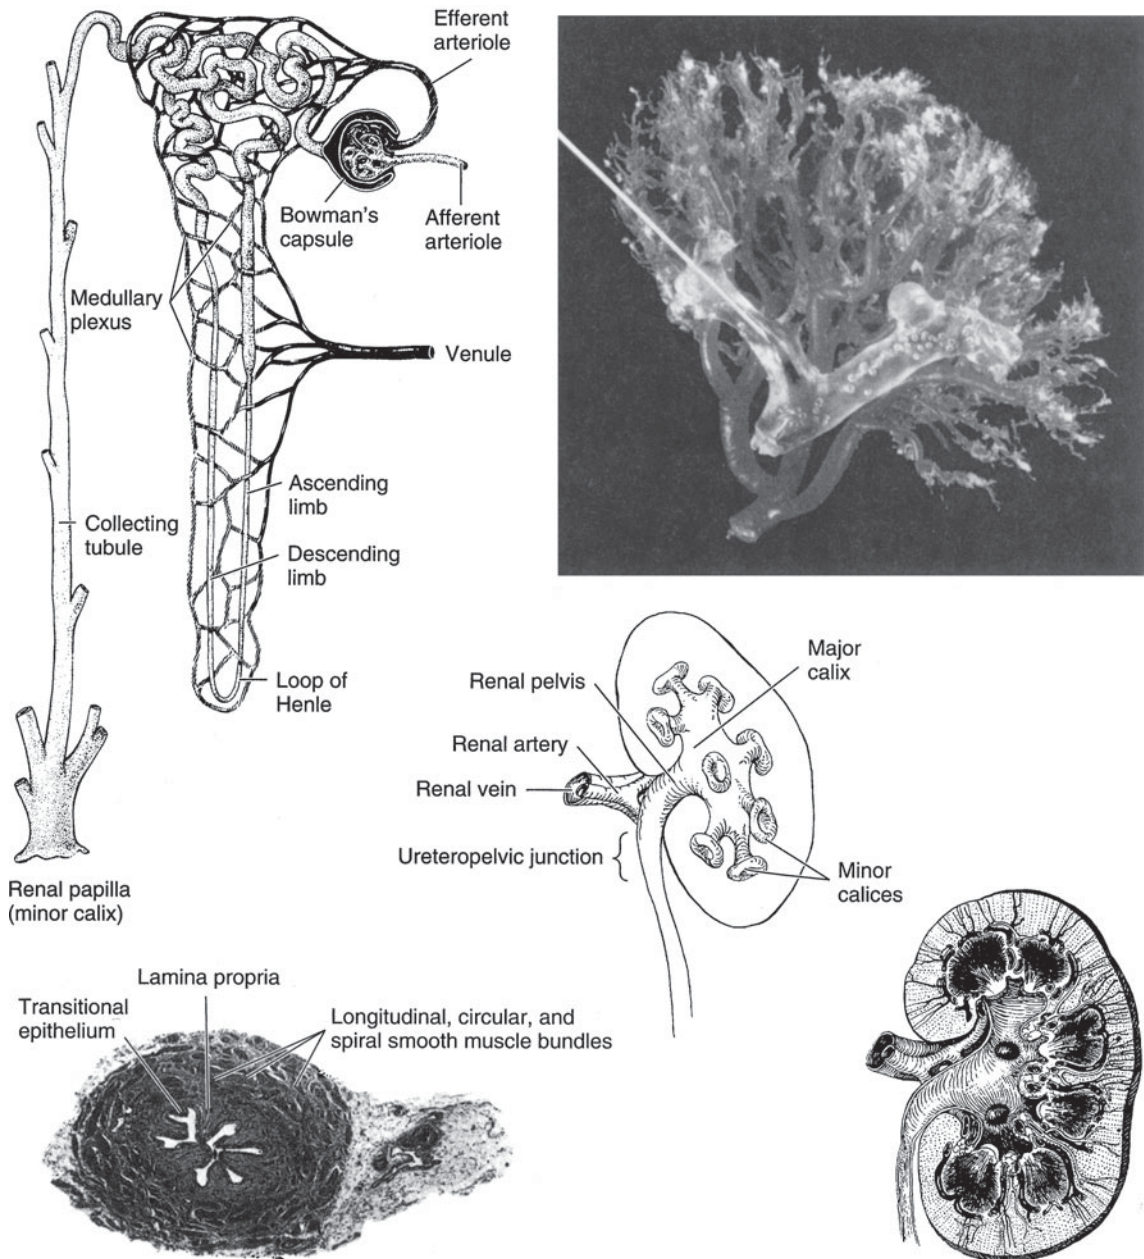 Efferent
arteriole
Bowman's
capsule
Afferent
arteriole
Medullary
plexus
Venule
Ascending
limb
Collecting
tubule
Descending
limb
Loop of
Henle
Renal papilla
(minor calix)
Major
calix
Renal pelvis
Renal artery
Renal vein
Ureteropelvic junction
Minor
calices
Lamina propria
Transitional
epithelium
Longitudinal, circular, and
spiral smooth muscle bundles